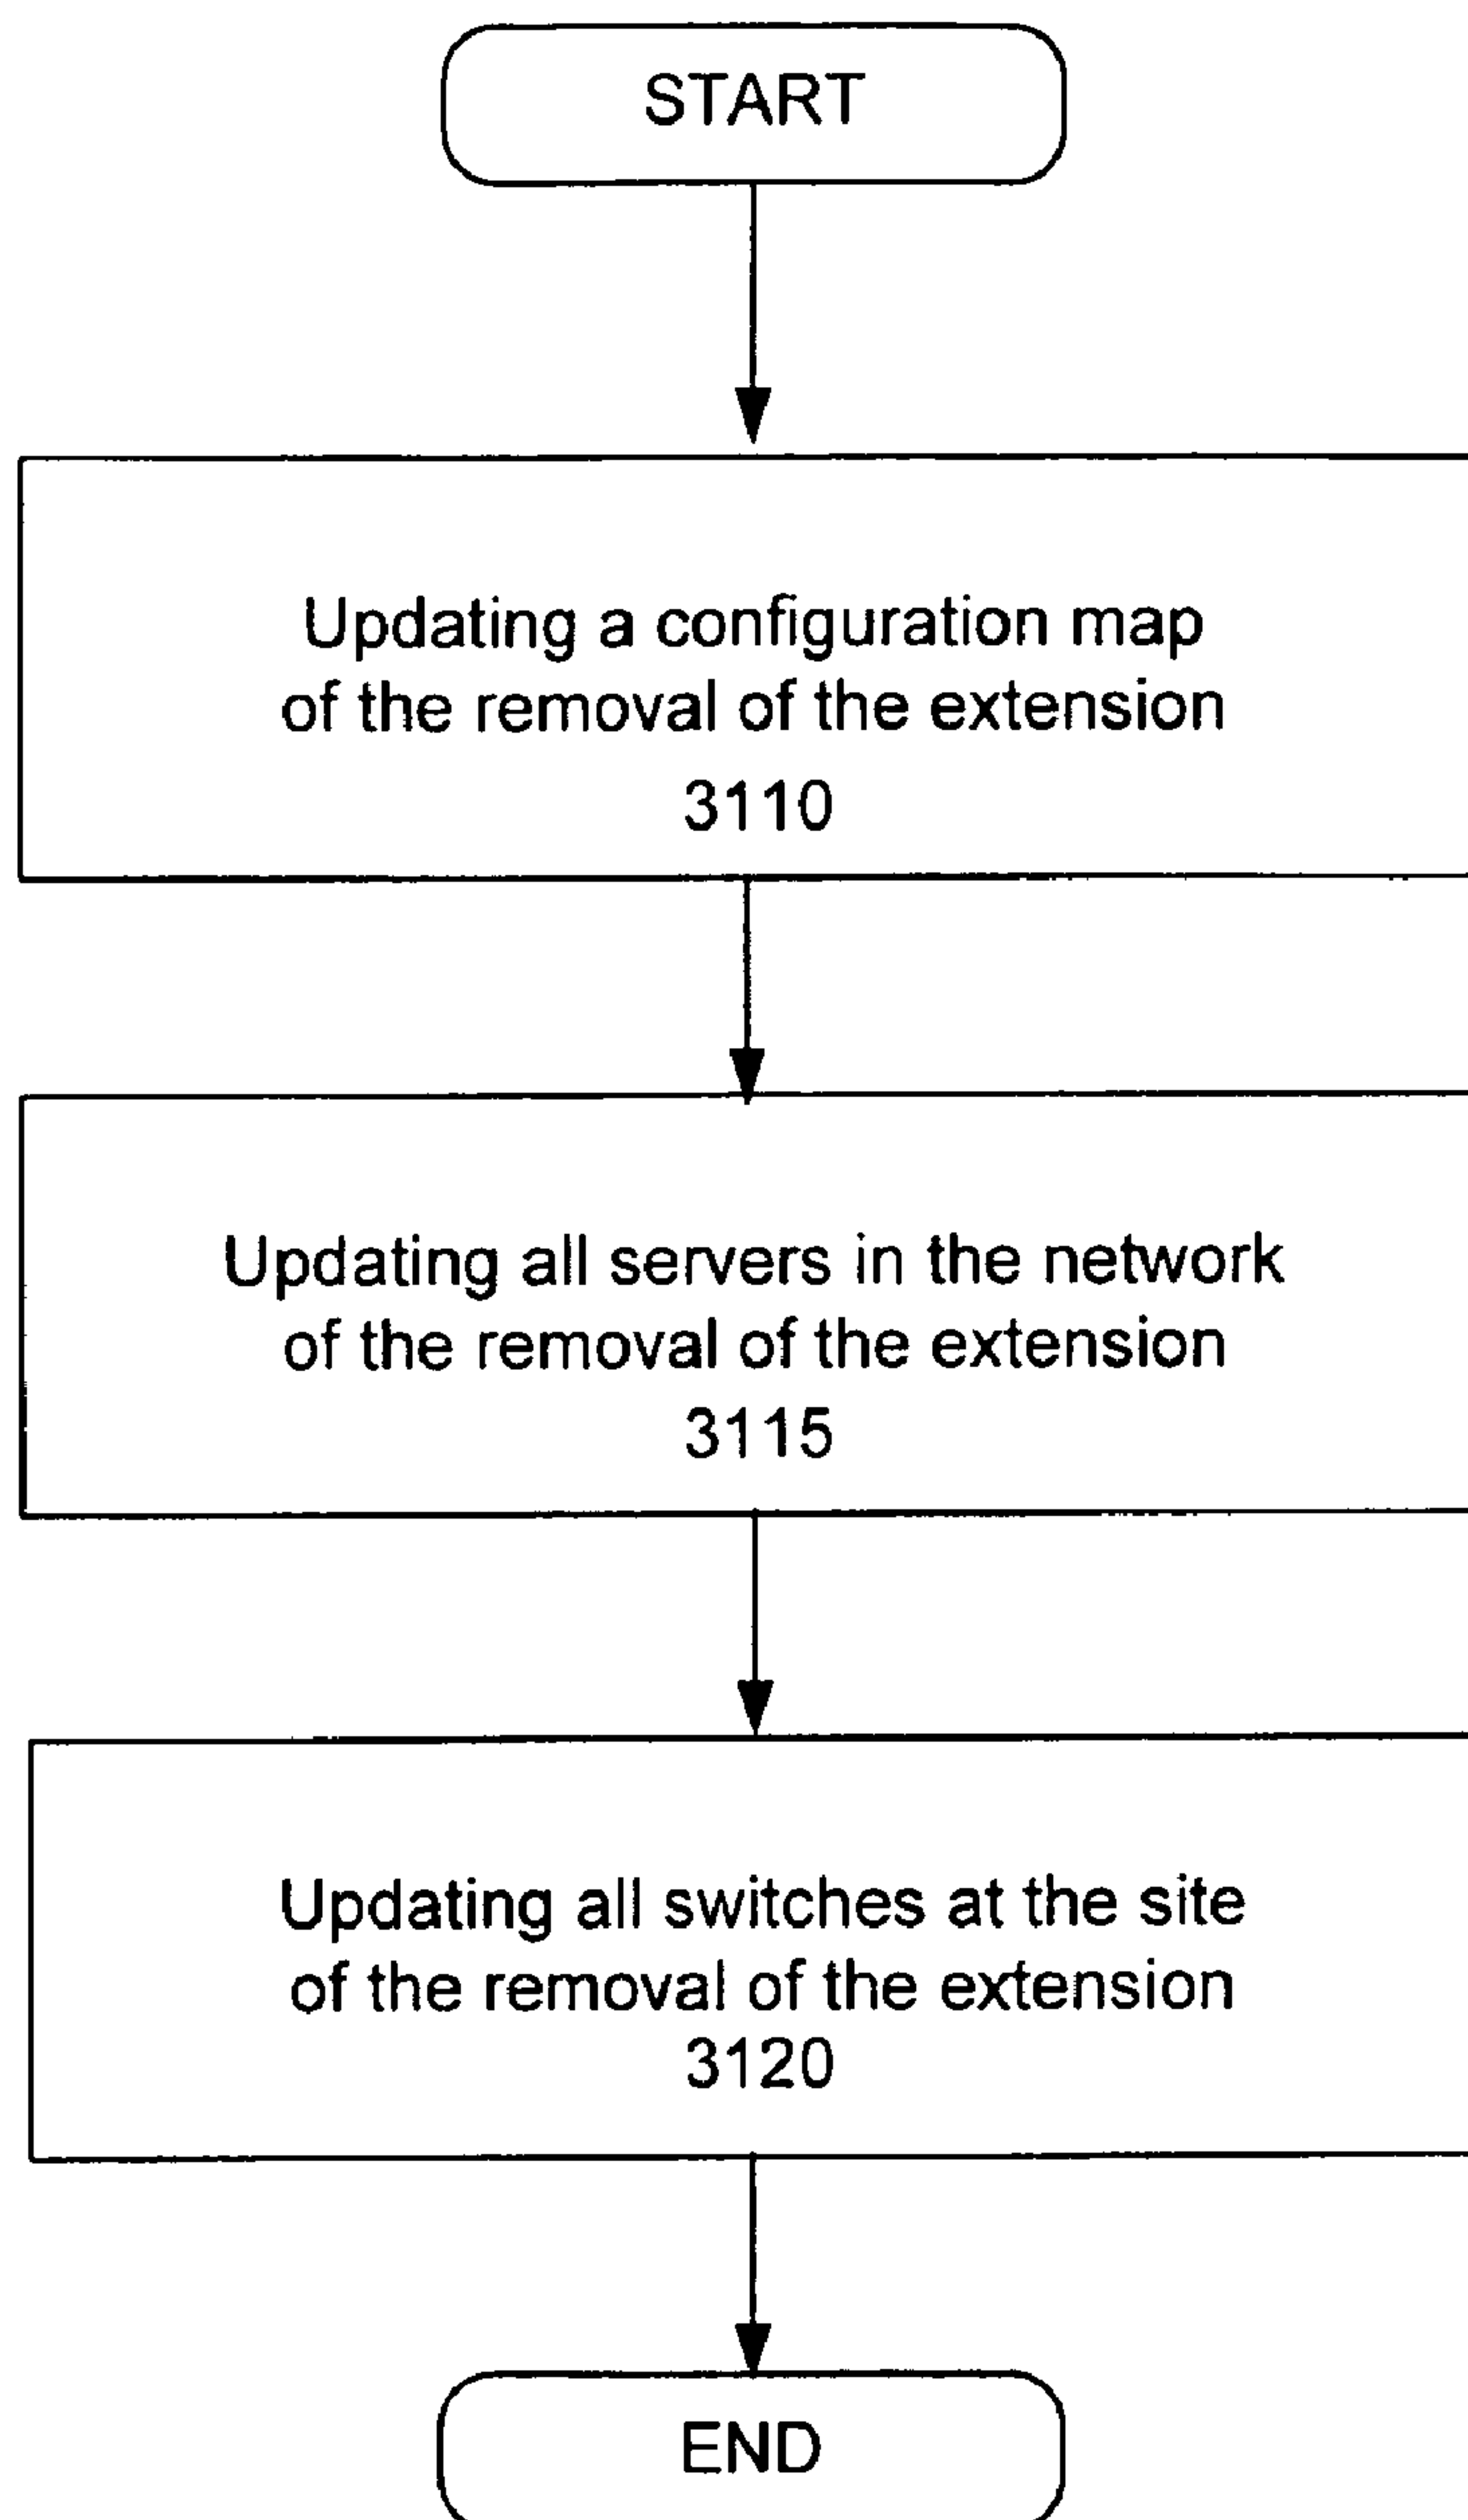 START
Updating a configuration map
of the removal of the extension
3110
Updating all servers in the network
of the removal of the extension
3115
Updating all switches at the site
of the removal of the extension
3120
END